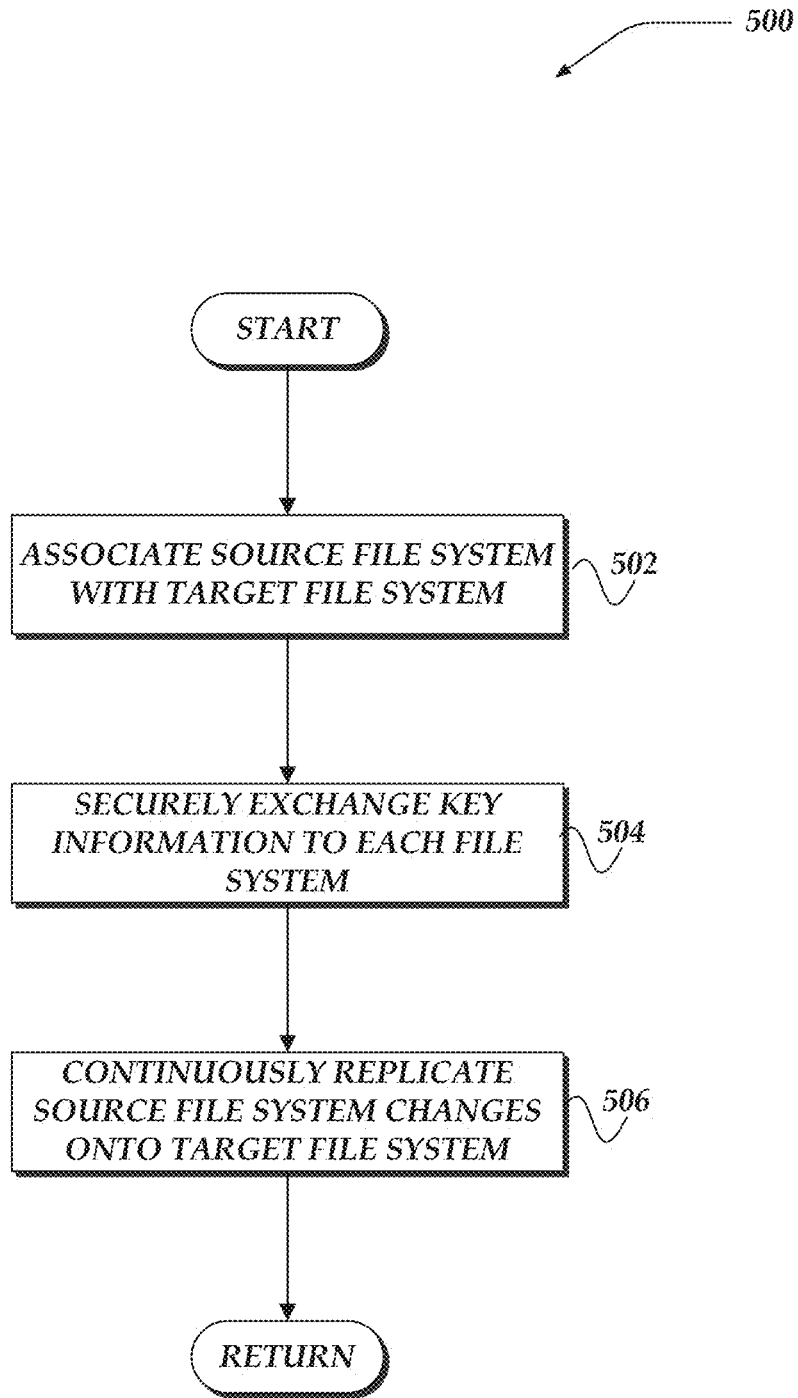 500
START
ASSOCIATE SOURCE FILE SYSTEM
WITH TARGET FILE SYSTEM
502
SECURELY EXCHANGE KEY
INFORMATION TO EACH FILE
SYSTEM
504
CONTINUOUSLY REPLICATE
SOURCE FILE SYSTEM CHANGES
ONTO TARGET FILE SYSTEM
506
RETURN